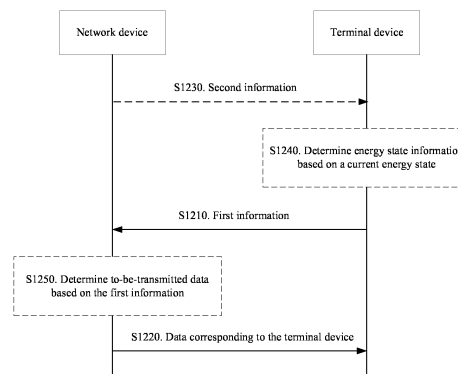 Network device
Terminal device
S1230. Second information
S1240. Determine energy state informatio
based on a current energy state
S1210. First information
S1250. Determine to-be-transmitted data
based on the first information
S1220. Data corresponding to the terminal device